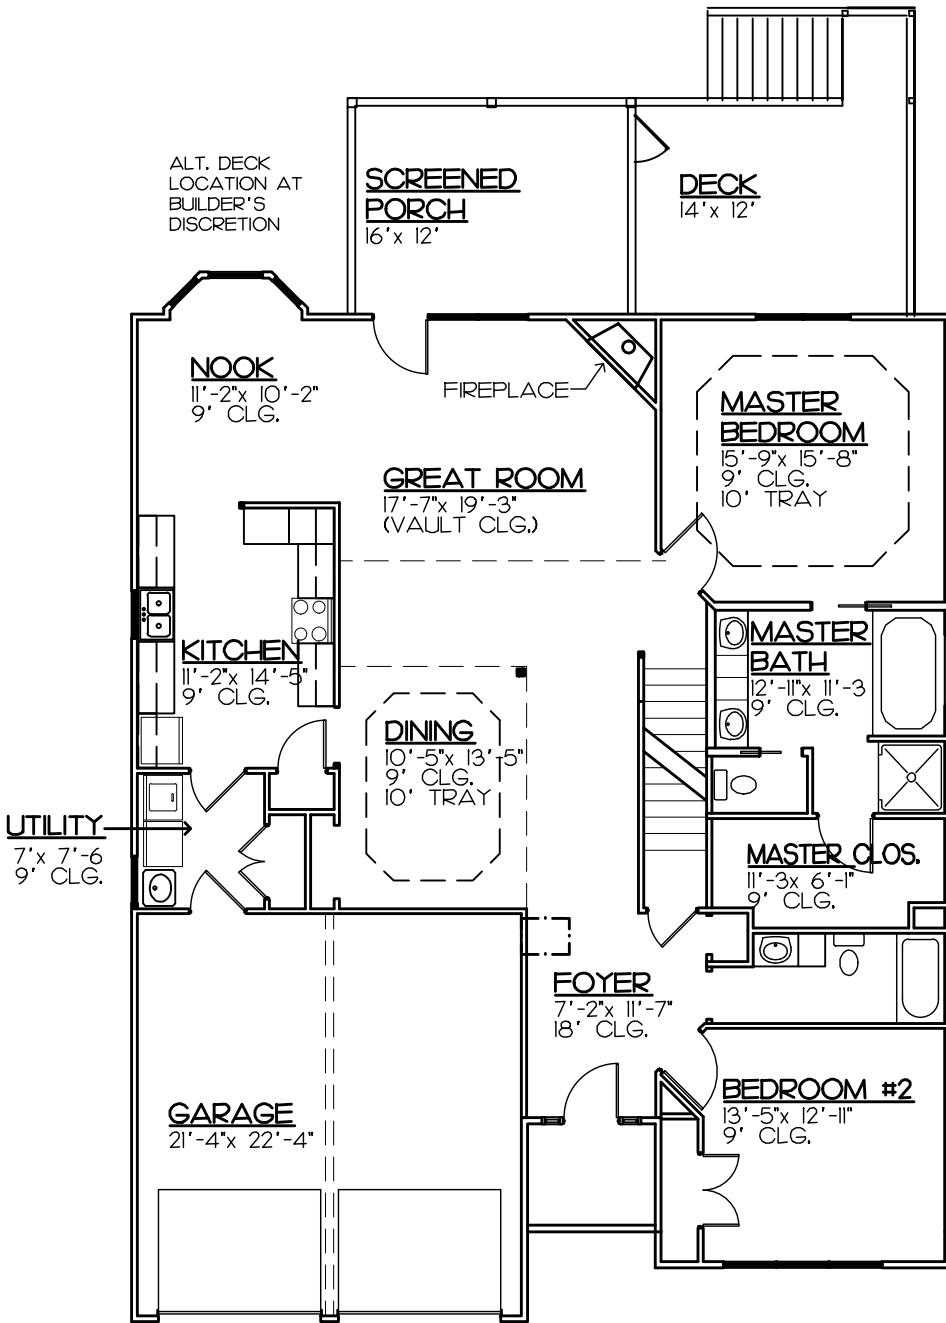 ALT. DECK
LOCATION AT
BUILDER'S
DISCRETION
SCREENED
PORCH
16'x 12'
DECK
14'x 12'
NOOK
11'-2"x 10'-2"
9' CLG.
FIREPLACE
MASTER
BEDROOM
15'-9"x 15'-8"
9' CLG.
10' TRAY
GREAT ROOM
17'-7"x 19'-3"
(VAULT CLG.)
KITCHEN
11'-2"x 14'-5"
9' CLG.
MASTER
BATH
12'-11"x 11'-3
9' CLG.
DINING
10'-5"x 13'-5"
9' CLG.
10' TRAY
UTILITY
7'x 7'-6
9' CLG.
MASTER CLOS.
11'-3x 6'-1"
9' CLG.
FOYER
7'-2"x 11'-7"
18' CLG.
GARAGE
21'-4"x 22'-4"
BEDROOM #2
13'-5"x 12'-11"
9' CLG.